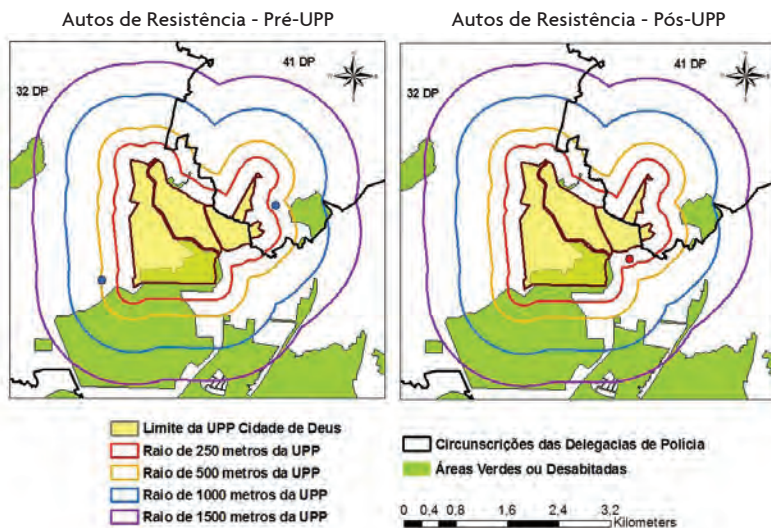 Autos de Resistência - Pré-UPP
Autos de Resistência - Pós-UPP
41 DP
32 DP
41 DP
32 DP
Limite da UPP Cidade de Deus
Raio de 250 metros da UPP
Raio de 500 metros da UPP
Raio de 1000 metros da UPP
Raio de 1500 metros da UPP
Circunscrições das Delegacias de Polícia
Áreas Verdes ou Desabitadas
0 0,4 0,8 1,6 2,4 3,2
Kilometers